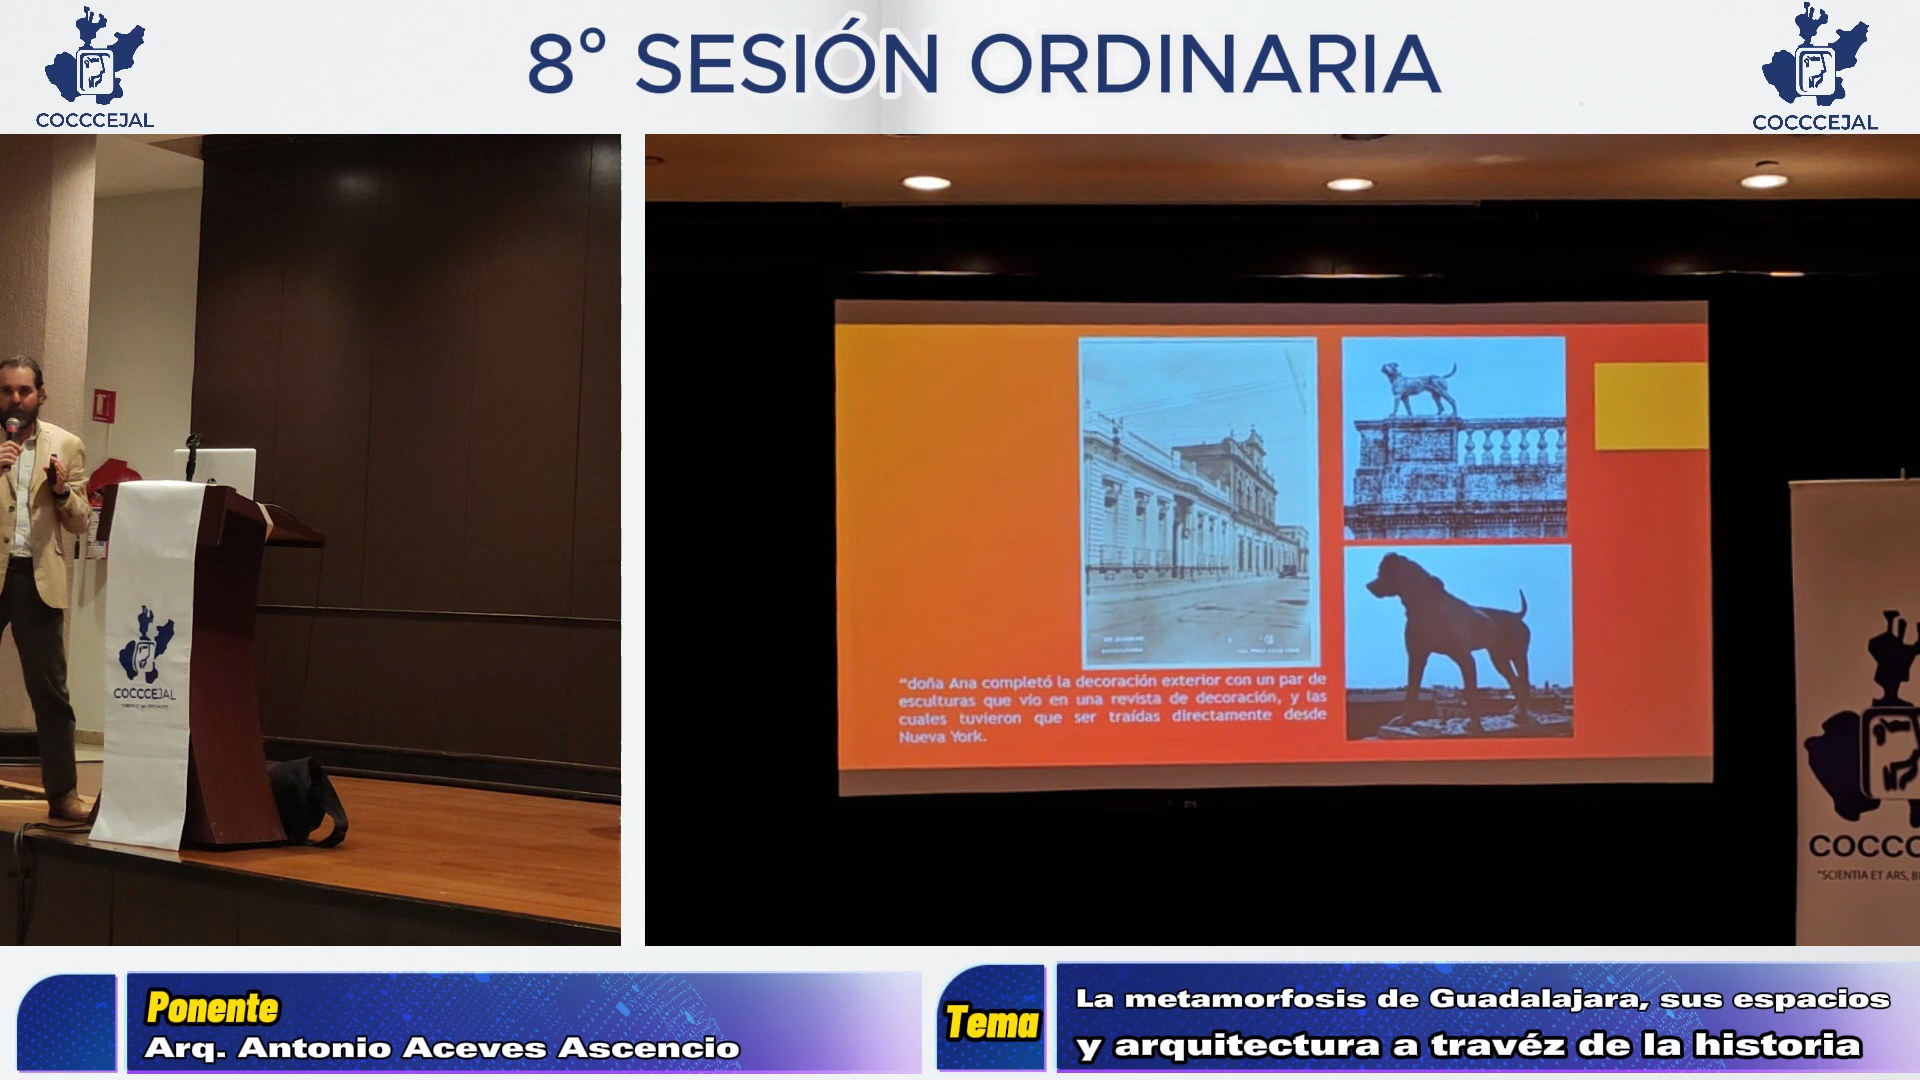 8° SESIÓN ORDINARIA
COCCCEJAL
COCCCEJAL
COCCCEJAL
“doña Ana completó la decoración exterior con un par de
esculturas que vio en una revista de decoración, y las
cuales tuvieron que ser traídas directamente desde
Nueva York.
COCCC
"SCIENTIA ET ARS, B
Ponente
Arq. Antonio Aceves Ascencio
Tema
La metamorfosis de Guadalajara, sus espacios
y arquitectura a travéz de la historia